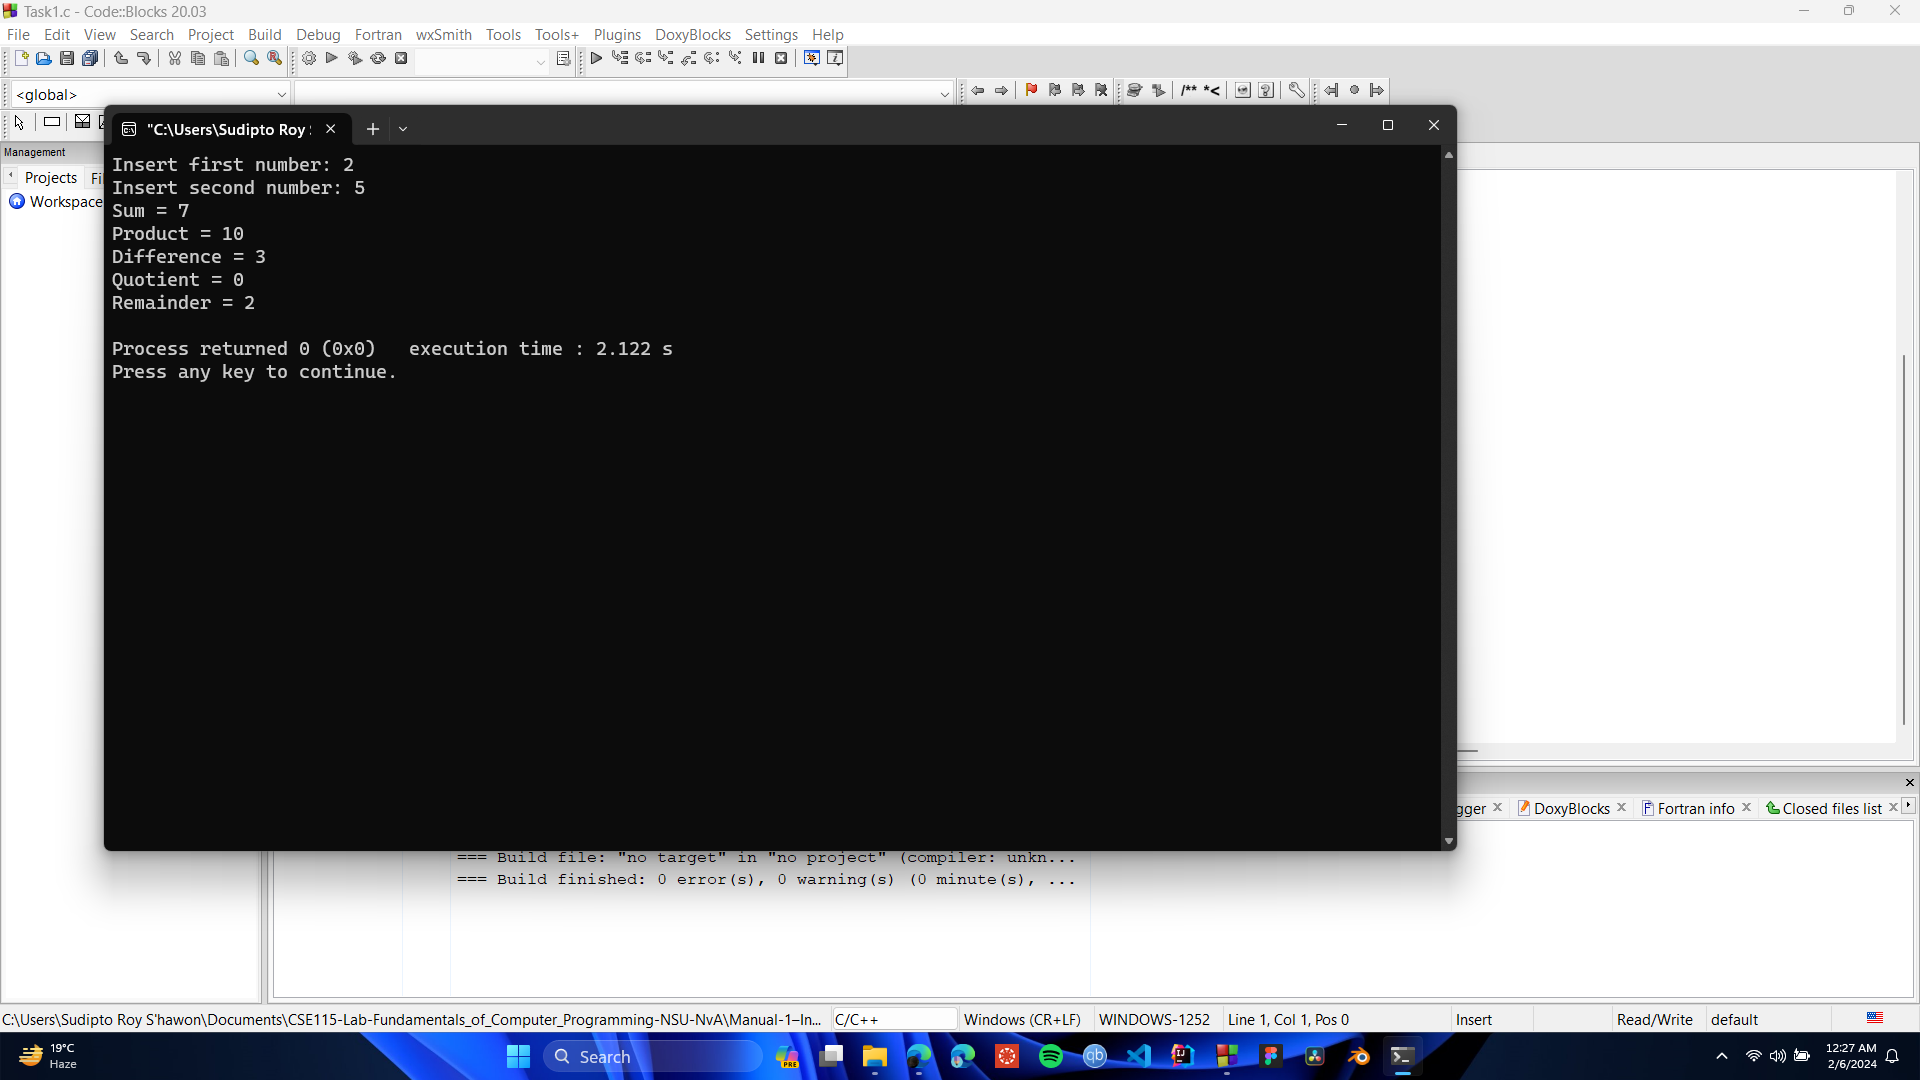 Task1.c - Code::Blocks 20.03
File Edit View Search Project Build Debug Fortran wxSmith Tools Tools+ Plugins DoxyBlocks Settings Help
<global>
/** *<
"C:\Users\Sudipto Roy
Management
Projects
Workspace
Insert first number: 2
Insert second number: 5
Sum = 7
Product = 10
Difference = 3
Quotient = 0
Remainder = 2
Process returned 0 (0x0)   execution time : 2.122 s
Press any key to continue.
gger DoxyBlocks Fortran info Closed files list
=== Build file: "no target" in "no project" (compiler: unkn...
=== Build finished: 0 error(s), 0 warning(s) (0 minute(s), ...
C:\Users\Sudipto Roy S'hawon\Documents\CSE115-Lab-Fundamentals_of_Computer_Programming-NSU-NvA\Manual-1–In... C/C++ Windows (CR+LF) WINDOWS-1252 Line 1, Col 1, Pos 0 Insert Read/Write default
19°C
Haze
Search
PRE
qb
12:27 AM
2/6/2024